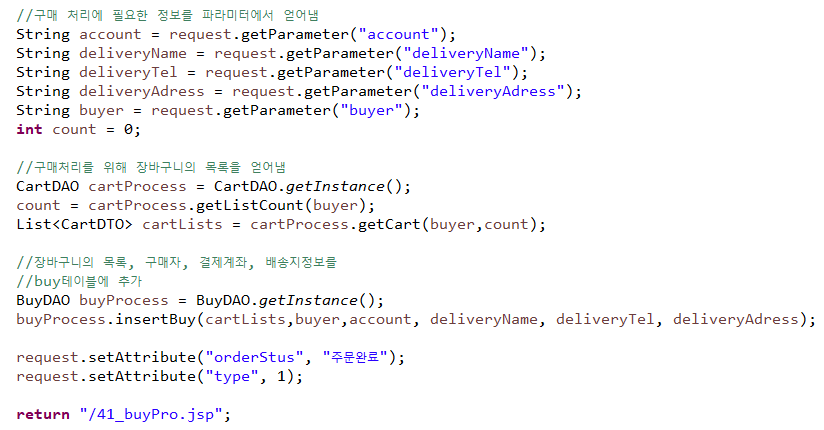 //구매 처리에 필요한 정보를 파라미터에서 얻어냄
String account = request.getParameter("account");
String deliveryName = request.getParameter("deliveryName");
String deliveryTel = request.getParameter("deliveryTel");
String deliveryAdress = request.getParameter("deliveryAdress");
String buyer = request.getParameter("buyer");
int count = 0;
//구매처리를 위해 장바구니의 목록을 얻어냄
CartDAO cartProcess = CartDAO.getInstance();
count = cartProcess.getListCount(buyer);
List<CartDTO> cartLists = cartProcess.getCart(buyer,count);
//장바구니의 목록, 구매자, 결제계좌, 배송지정보를
//buy테이블에 추가
BuyDAO buyProcess = BuyDAO.getInstance();
buyProcess.insertBuy(cartLists,buyer,account, deliveryName, deliveryTel, deliveryAdress);
request.setAttribute("orderStus", "주문완료");
request.setAttribute("type", 1);
return "/41_buyPro.jsp";